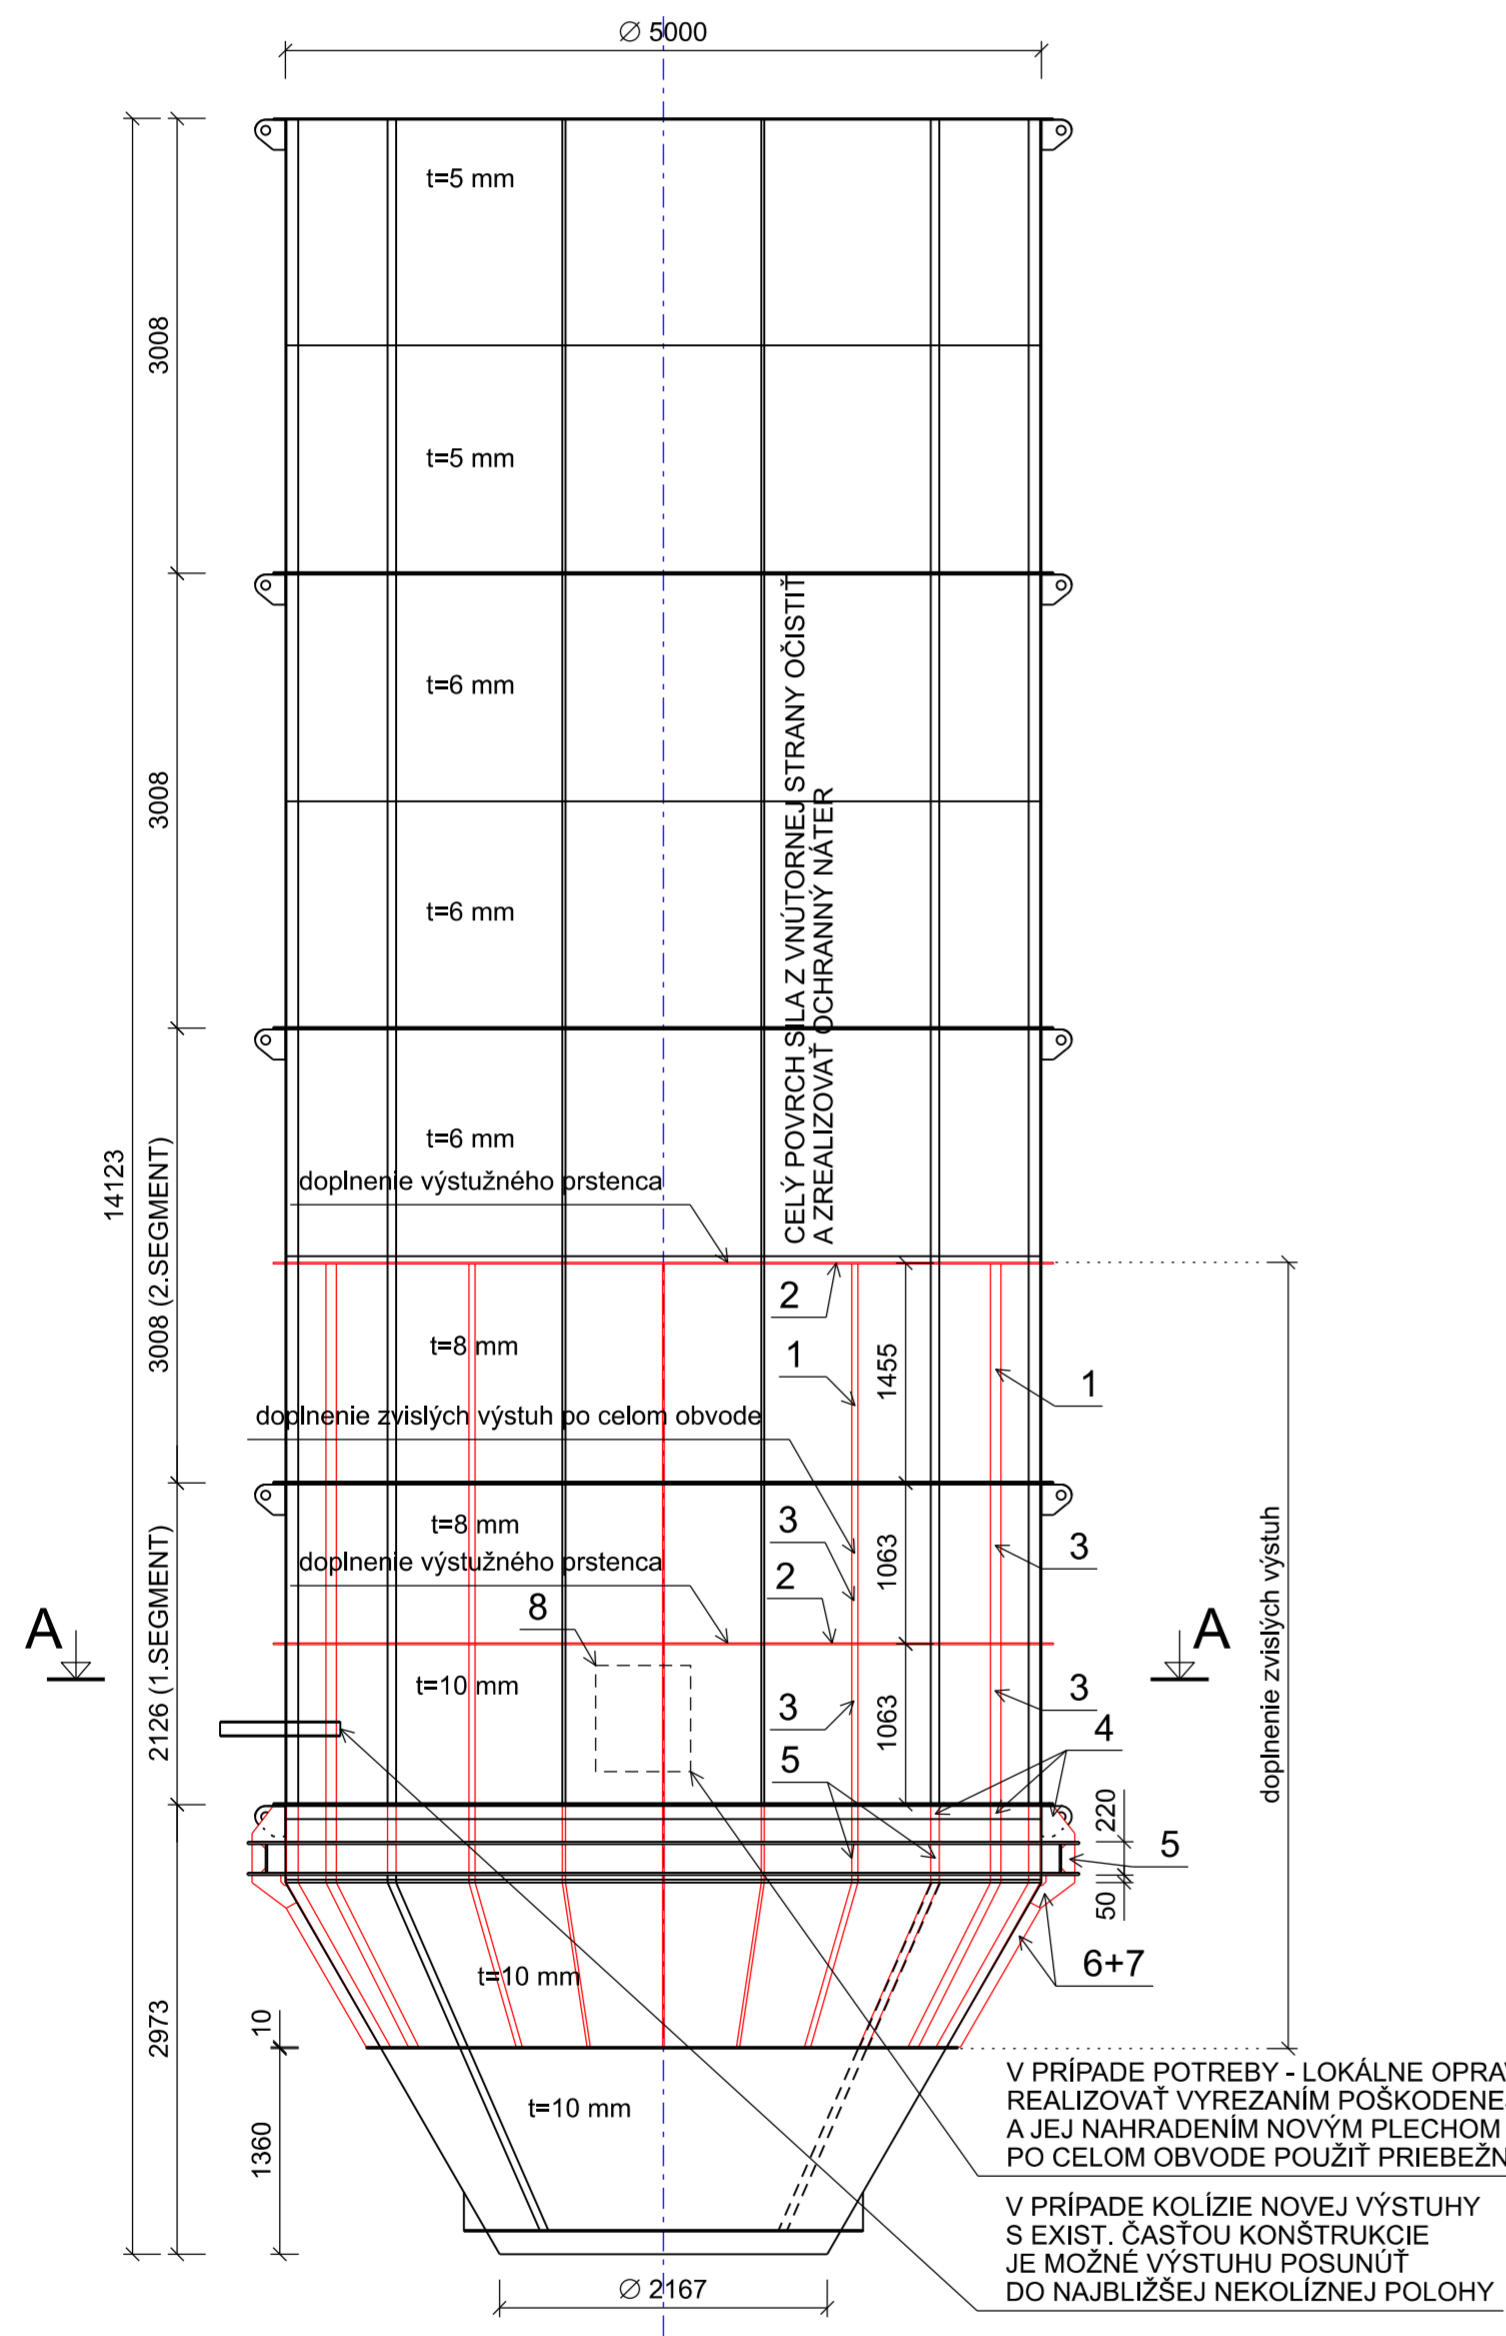 ∅ 5000
t=5 mm
3008
t=5 mm
t=6 mm
3008
t=6 mm
CELÝ POVRCH SILA Z VNÚTORNEJ STRANY OČISTIŤ
A ZREALIZOVAŤ OCHRANNÝ NÁTER
t=6 mm
14123
3008 (2.SEGMENT)
doplnenie výstužného prstenca
2
1
t=8 mm
1455
1
doplnenie zvislých výstuh po celom obvode
t=8 mm
3
1063
3
doplnenie výstužného prstenca
2
8
doplnenie zvislých výstuh
2126 (1.SEGMENT)
A
A
t=10 mm
3
1063
3
4
5
220
5
50
6+7
t=10 mm
2973
10
t=10 mm
1360
V PRÍPADE POTREBY - LOKÁLNE
REALIZOVAŤ VYREZANÍM
A JEJ NAHRADENÍM NOVÝM PLECHOM
PO CELOM OBVODE POUŽIŤ
V PRÍPADE KOLÍZIE NOVEJ VÝSTUHY
S EXIST. ČASŤOU KONŠTRUKCIE
JE MOŽNÉ VÝSTUHU POSUNÚŤ
DO NAJBLIŽŠEJ NEKOLÍZNEJ POLOHY
∅ 2167